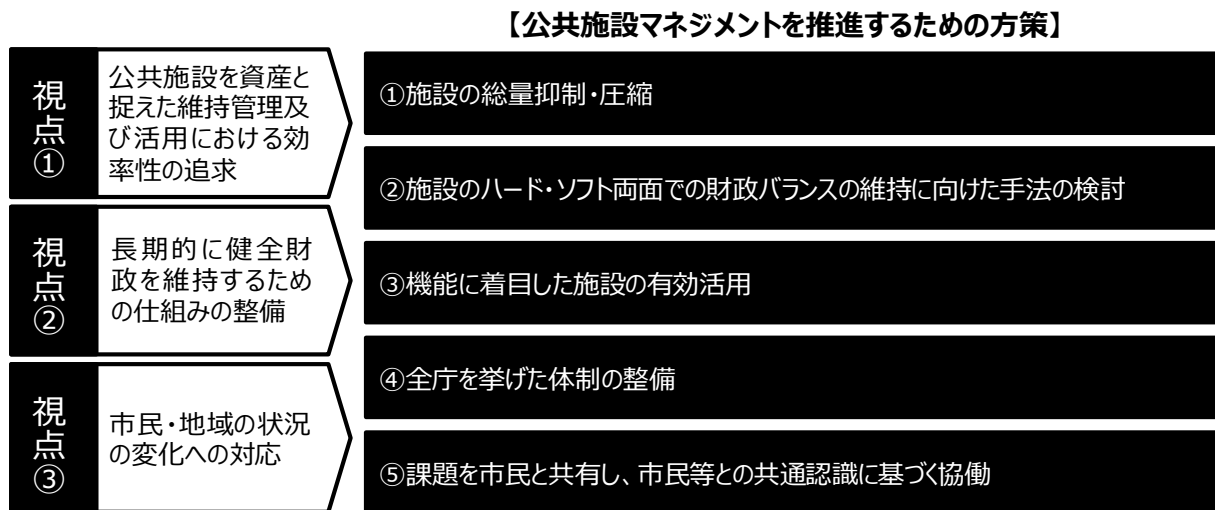 【公共施設マネジメントを推進するための方策】
視点①
公共施設を資産と
捉えた維持管理及
び活用における効
率性の追求
視点②
長期的に健全財
政を維持するため
の仕組みの整備
視点③
市民・地域の状況
の変化への対応
①施設の総量抑制・圧縮
②施設のハード・ソフト両面での財政バランスの維持に向けた手法の検討
③機能に着目した施設の有効活用
④全庁を挙げた体制の整備
⑤課題を市民と共有し、市民等との共通認識に基づく協働